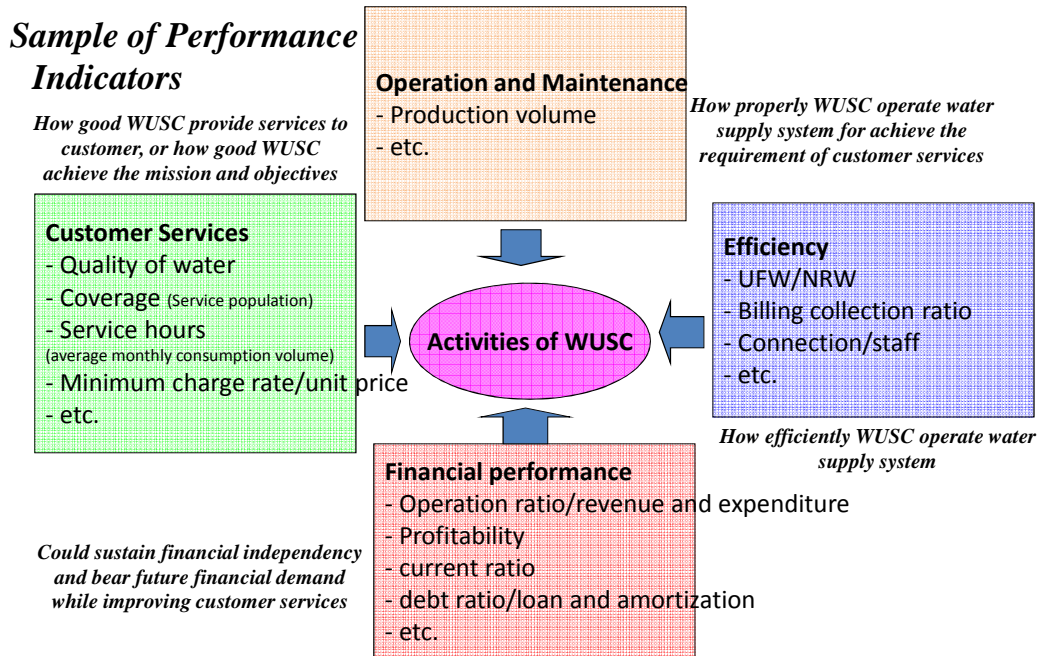 Sample of Performance
Indicators
How good WUSC provide services to
customer, or how good WUSC
achieve the mission and objectives
Operation and Maintenance
- Production volume
- etc.
How properly WUSC operate water
supply system for achieve the
requirement of customer services
Customer Services
- Quality of water
- Coverage (Service population)
- Service hours
(average monthly consumption volume)
- Minimum charge rate/unit price
- etc.
Activities of WUSC
Efficiency
- UFW/NRW
- Billing collection ratio
- Connection/staff
- etc.
How efficiently WUSC operate water
supply system
Financial performance
- Operation ratio/revenue and expenditure
- Profitability
- current ratio
- debt ratio/loan and amortization
- etc.
Could sustain financial independency
and bear future financial demand
while improving customer services